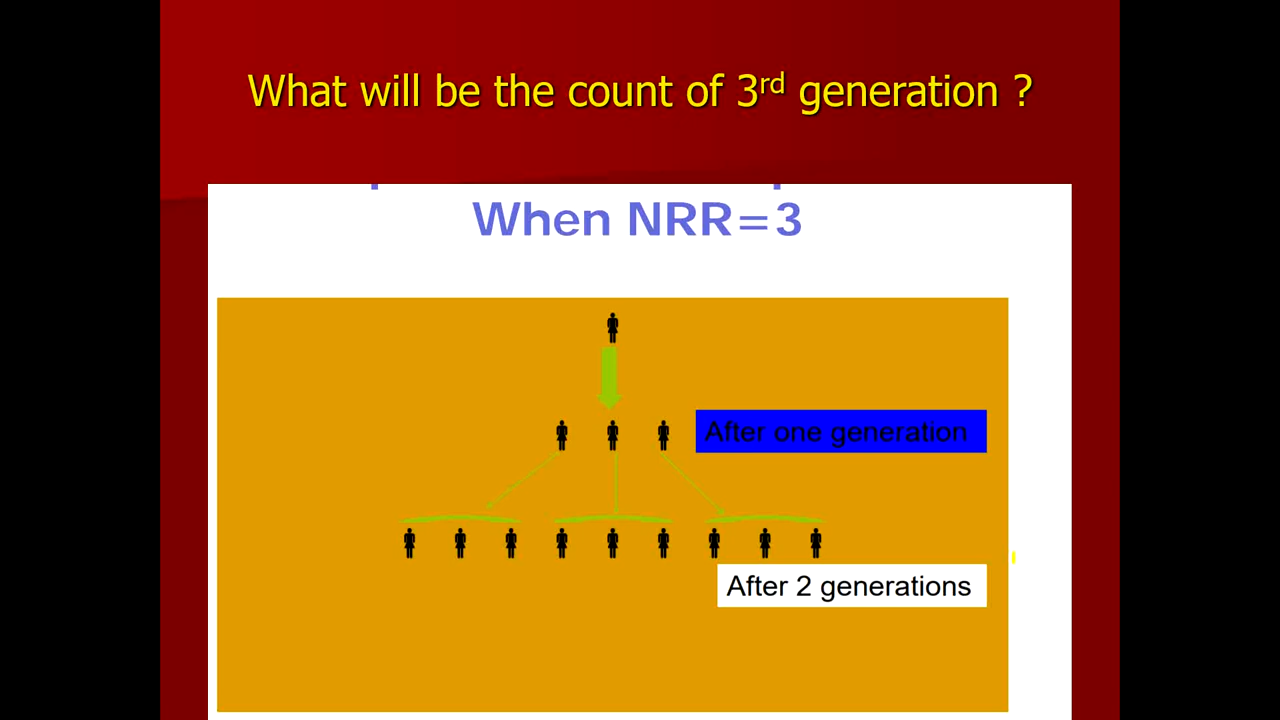 What will be the count of 3rd generation ?
When NRR=3
After one generation
After 2 generations